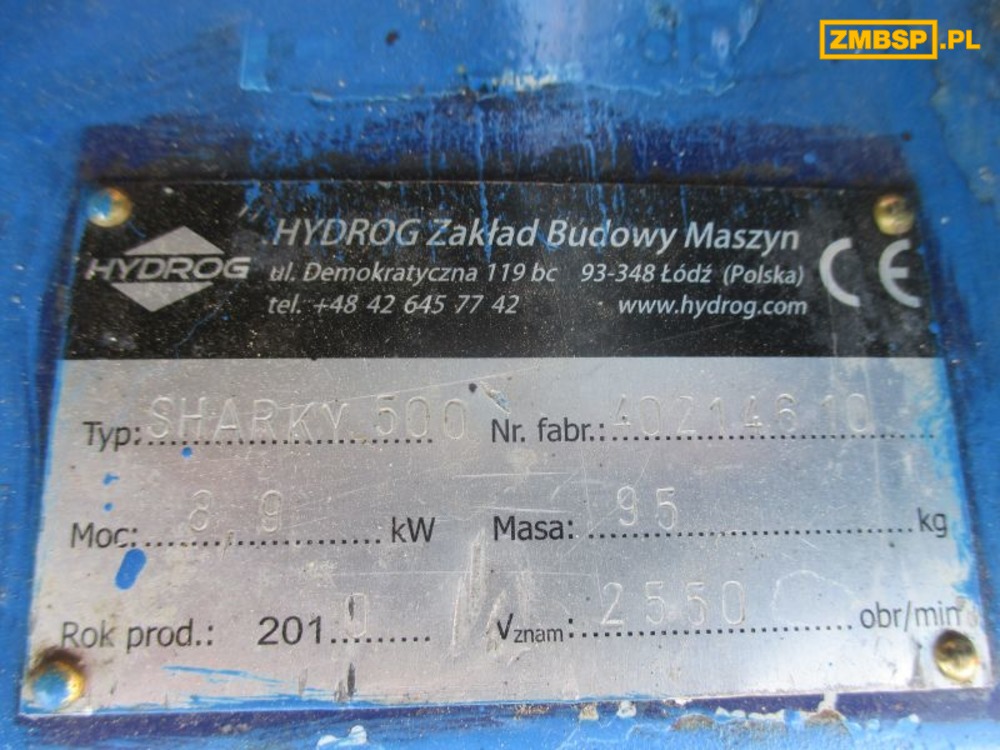 ZMBSP.PL
HYDROG
HYDROG Zakład Budowy Maszyn
ul. Demokratyczna 119 bc 93-348 Łódź (Polska)
tel. +48 42 645 77 42 www.hydrog.com
CE
Typ: SHARKY 500 Nr. fabr.: 40214610
Moc: 8,9 kW Masa: 95 kg
Rok prod.: 2010 Vznam: 2550 obr/min